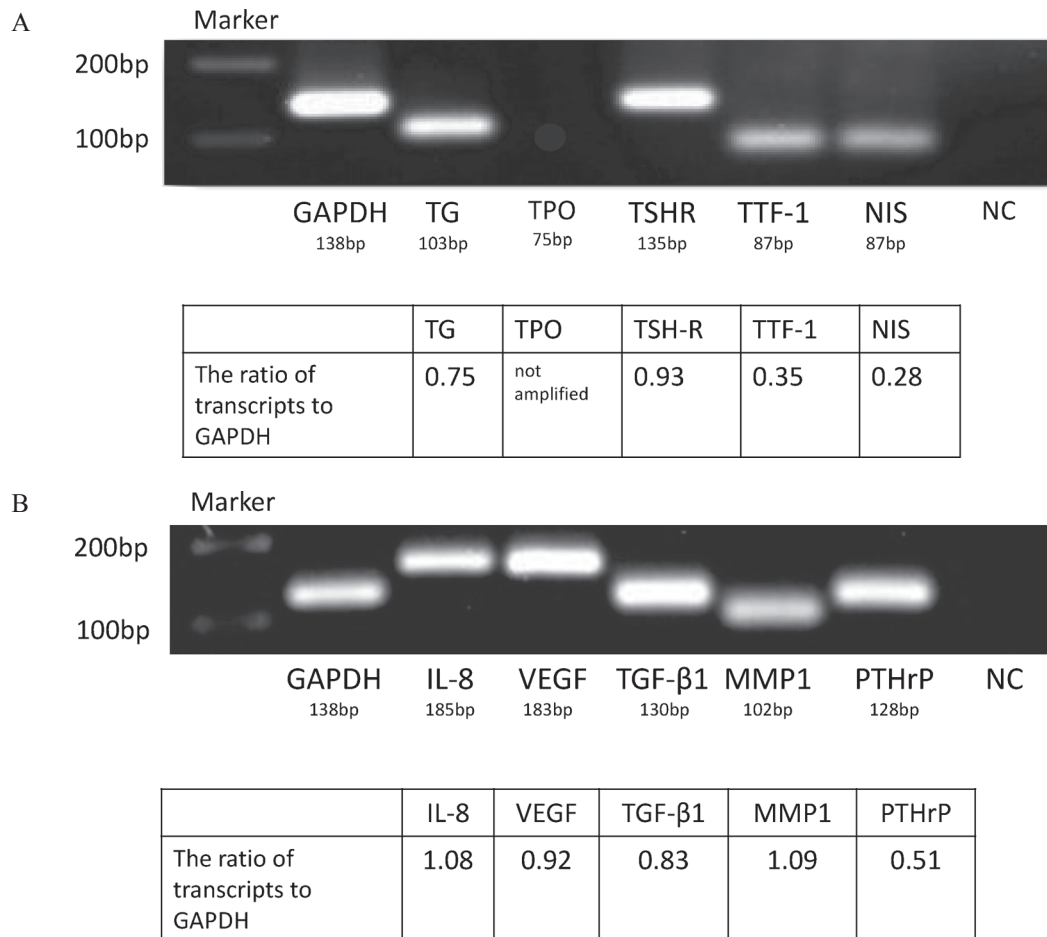 A
Marker
200bp
100bp
GAPDH TG TPO TSHR TTF-1 NIS NC
138bp 103bp 75bp 135bp 87bp 87bp
TG TPO TSH-R TTF-1 NIS
The ratio of transcripts to GAPDH 0.75 not amplified 0.93 0.35 0.28
B
Marker
200bp
100bp
GAPDH IL-8 VEGF TGF-β1 MMP1 PTHrP NC
138bp 185bp 183bp 130bp 102bp 128bp
IL-8 VEGF TGF-β1 MMP1 PTHrP
The ratio of transcripts to GAPDH 1.08 0.92 0.83 1.09 0.51